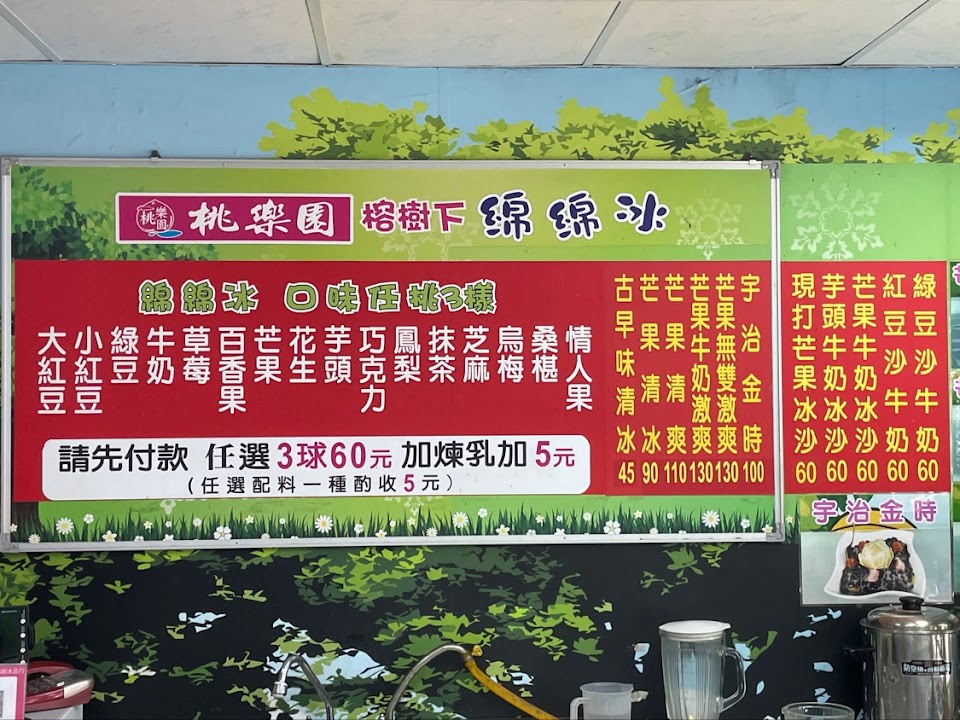 桃樂園 桃樂園 榕樹下 綿綿冰
綿綿冰 口味任挑3樣
大紅豆
小紅豆
綠豆
牛奶
草莓
百香果
芒果
花生
芋頭
巧克力
鳳梨
抹茶
芝麻
烏梅
桑椹
情人果
請先付款 任選3球60元 加煉乳加5元
(任選配料一種酌收5元)
古早味清冰 45
芒果清冰 90
芒果清爽 110
芒果牛奶激爽 130
芒果無雙激爽 130
宇治金時 100
現打芒果冰沙 60
芋頭牛奶冰沙 60
芒果牛奶冰沙 60
紅豆沙牛奶 60
綠豆沙牛奶 60
宇治金時